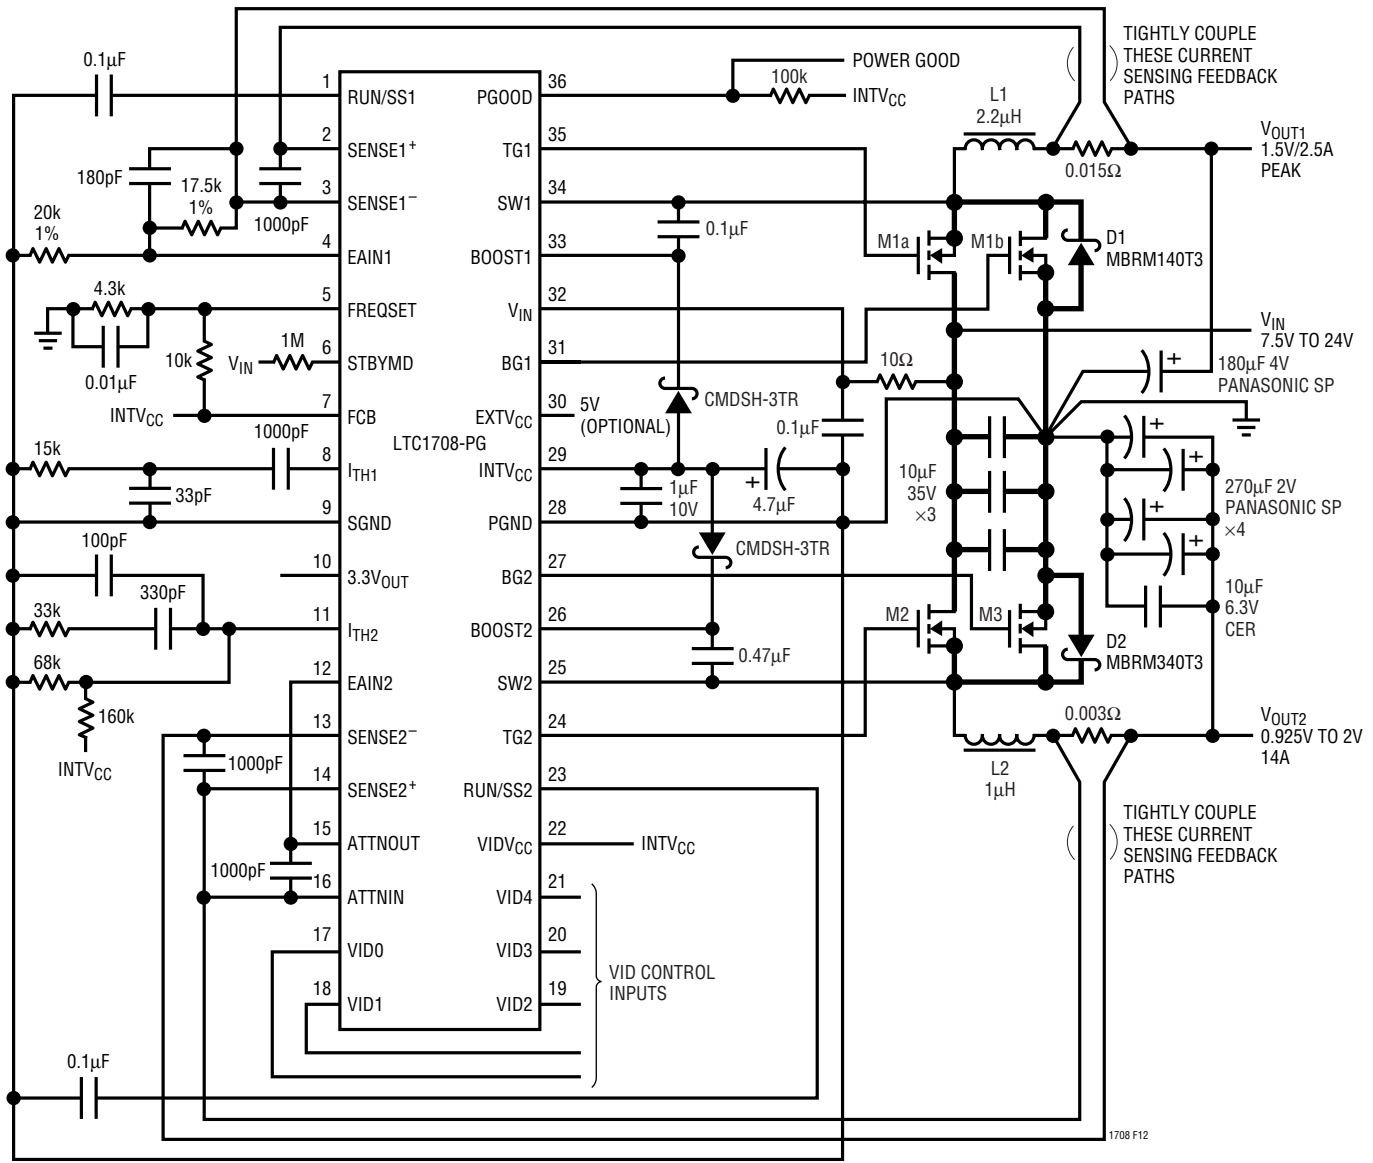 TIGHTLY COUPLE
THESE CURRENT
SENSING FEEDBACK
PATHS
0.1µF
POWER GOOD
100k
INTVCC
1
RUN/SS1
PGOOD
36
L1
2.2µH
VOUT1
1.5V/2.5A
PEAK
0.015Ω
2
SENSE1+
TG1
35
180pF
17.5k
1%
1000pF
3
SENSE1−
SW1
34
0.1µF
20k
1%
4
EAIN1
BOOST1
33
M1a
M1b
D1
MBRM140T3
4.3k
0.01µF
5
FREQSET
VIN
32
VIN
7.5V TO 24V
10k
VIN
1M
6
STBYMD
BG1
31
10Ω
180µF 4V
PANASONIC SP
INTVCC
7
FCB
EXTVCC
30
5V
(OPTIONAL)
CMDSH-3TR
0.1µF
LTC1708-PG
15k
1000pF
8
ITH1
INTVCC
29
1µF
10V
4.7µF
10µF
35V
×3
270µF 2V
PANASONIC SP
×4
33pF
9
SGND
PGND
28
CMDSH-3TR
100pF
10
3.3VOUT
BG2
27
10µF
6.3V
CER
330pF
33k
11
ITH2
BOOST2
26
0.47µF
M2
M3
D2
MBRM340T3
68k
12
EAIN2
SW2
25
160k
INTVCC
13
SENSE2−
TG2
24
0.003Ω
VOUT2
0.925V TO 2V
14A
L2
1µH
1000pF
14
SENSE2+
RUN/SS2
23
TIGHTLY COUPLE
THESE CURRENT
SENSING FEEDBACK
PATHS
15
ATTNOUT
VIDVCC
22
INTVCC
1000pF
16
ATTNIN
VID4
21
17
VID0
VID3
20
VID CONTROL
INPUTS
18
VID1
VID2
19
0.1µF
1708 F12